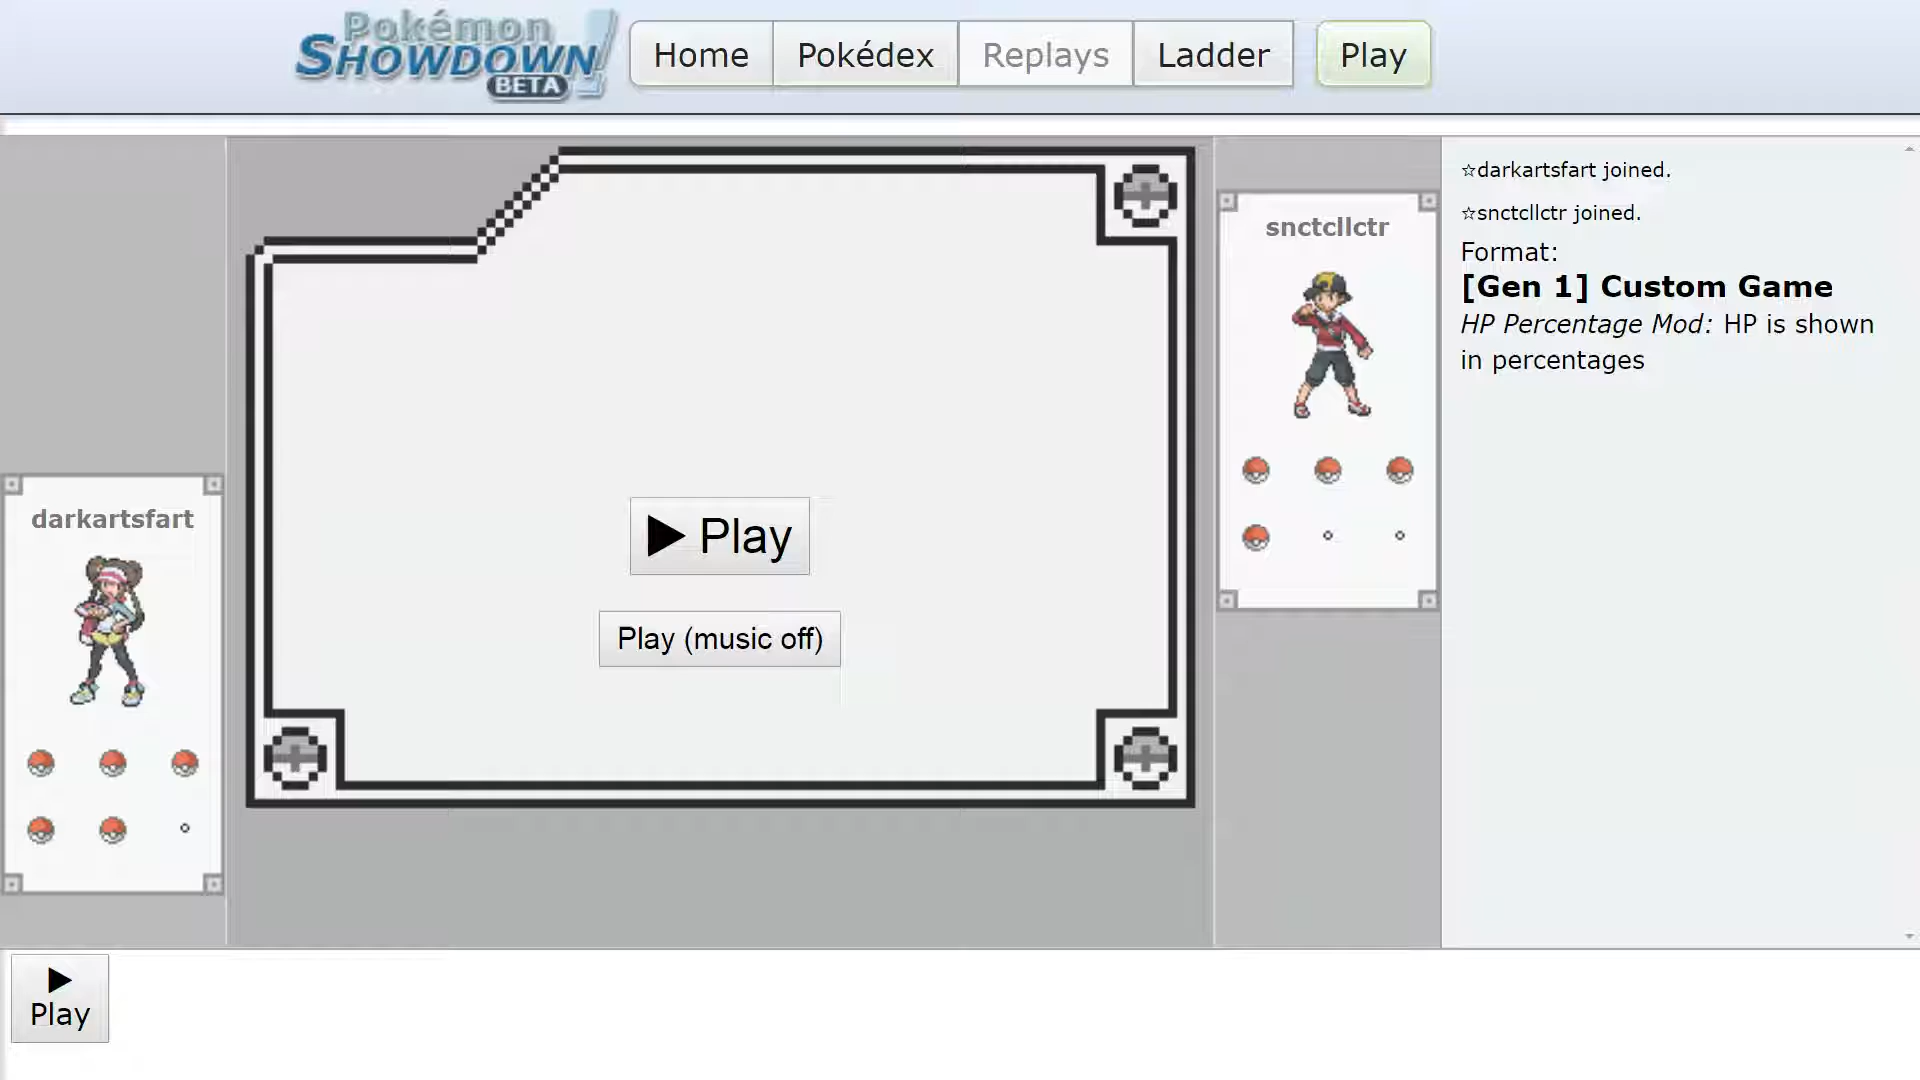 Pokémon
SHOWDOWN!
BETA
Home
Pokédex
Replays
Ladder
Play
☆darkartsfart joined.
☆snctcllctr joined.
Format:
[Gen 1] Custom Game
HP Percentage Mod: HP is shown
in percentages
snctcllctr
darkartsfart
► Play
Play (music off)
►
Play